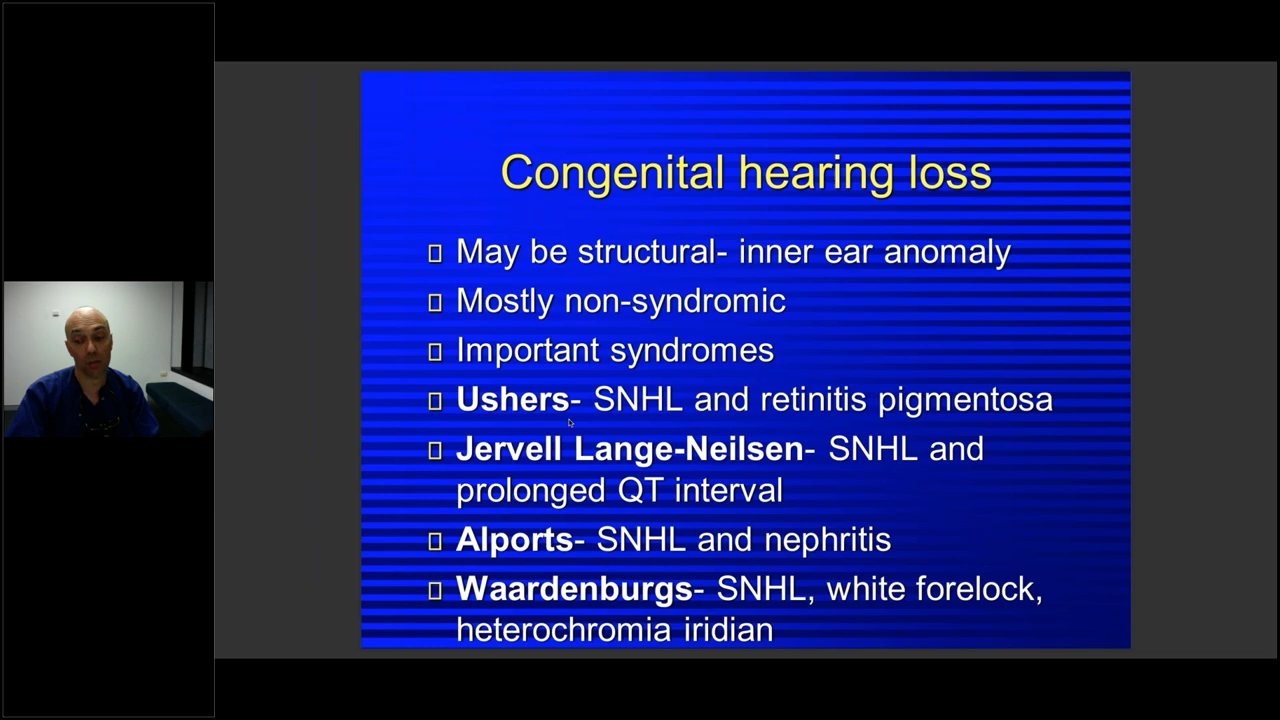 Congenital hearing loss
May be structural- inner ear anomaly
Mostly non-syndromic
Important syndromes
Ushers- SNHL and retinitis pigmentosa
Jervell Lange-Neilsen- SNHL and
prolonged QT interval
Alports- SNHL and nephritis
Waardenburgs- SNHL, white forelock,
heterochromia iridian